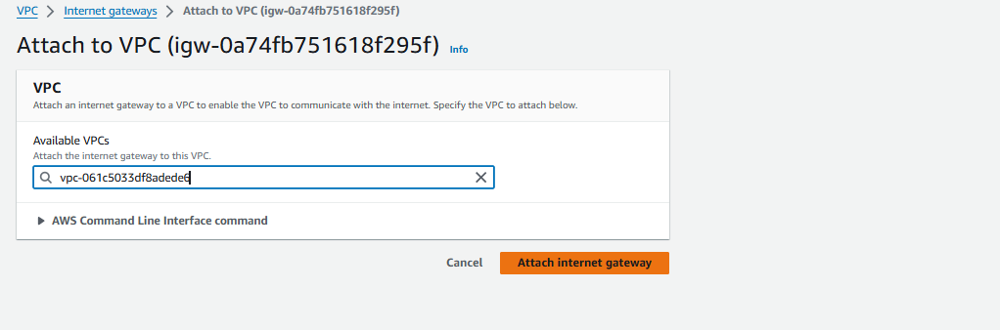 VPC > Internet gateways > Attach to VPC (igw-0a74fb751618f295f)
Attach to VPC (igw-0a74fb751618f295f) Info
VPC
Attach an internet gateway to a VPC to enable the VPC to communicate with the internet. Specify the VPC to attach below.
Available VPCs
Attach the internet gateway to this VPC.
vpc-061c5033df8adede6
AWS Command Line Interface command
Cancel Attach internet gateway